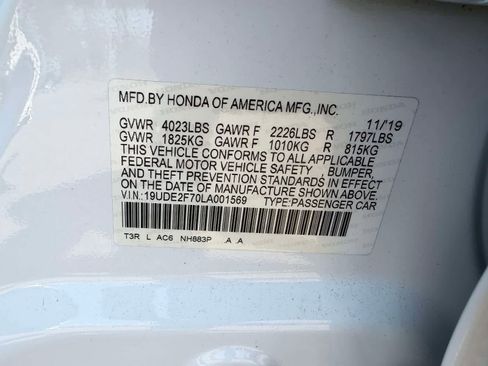 MFD.BY HONDA OF AMERICA MFG.,INC.
11/19
GVWR 4023LBS GAWR F 2226LBS R 1797LBS
GVWR 1825KG GAWR F 1010KG R 815KG
THIS VEHICLE CONFORMS TO ALL APPLICABLE
FEDERAL MOTOR VEHICLE SAFETY , BUMPER,
AND THEFT PREVENTION STANDARDS IN EFFECT
ON THE DATE OF MANUFACTURE SHOWN ABOVE.
V.I.N:19UDE2F70LA001569 TYPE:PASSENGER CAR
T3R L AC6 NH883P .A A